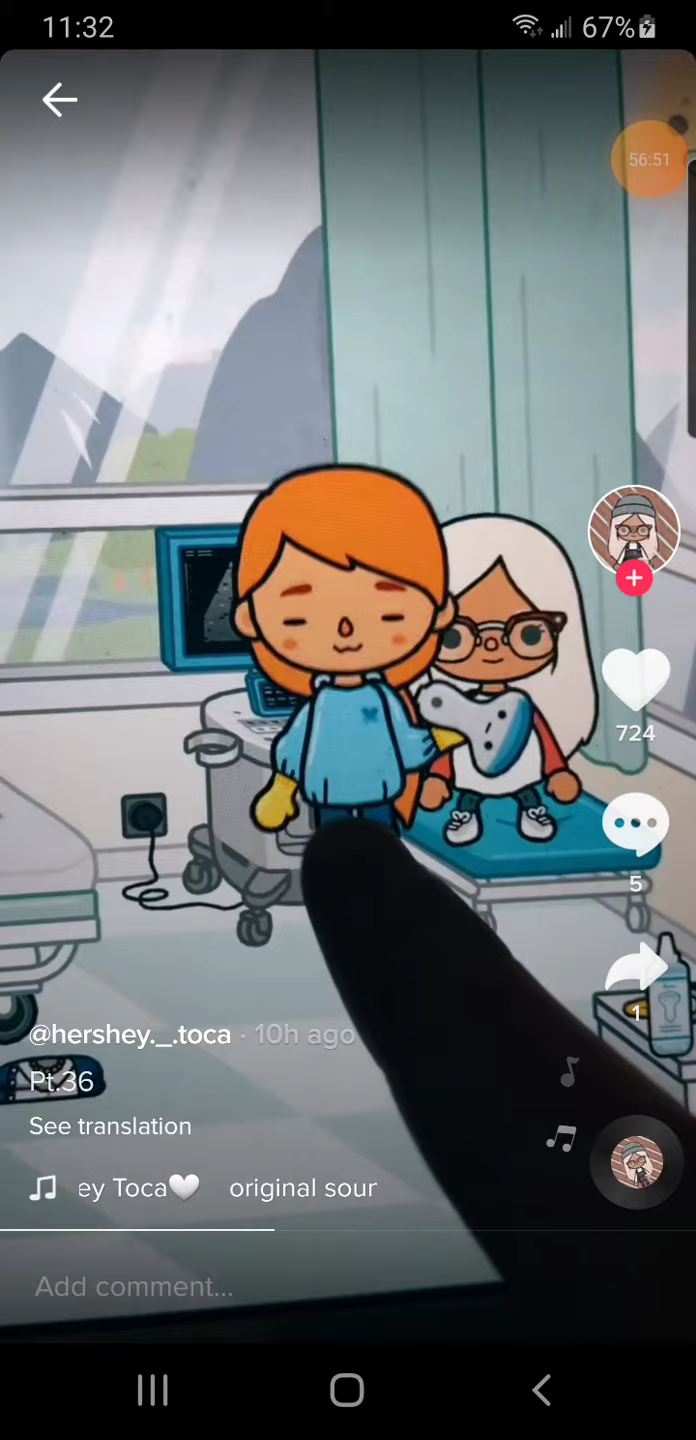 11:32
67%
56:51
724
5
1
@hershey._.toca · 10h ago
Pt.36
See translation
ey Toca🤍 original sour
Add comment...